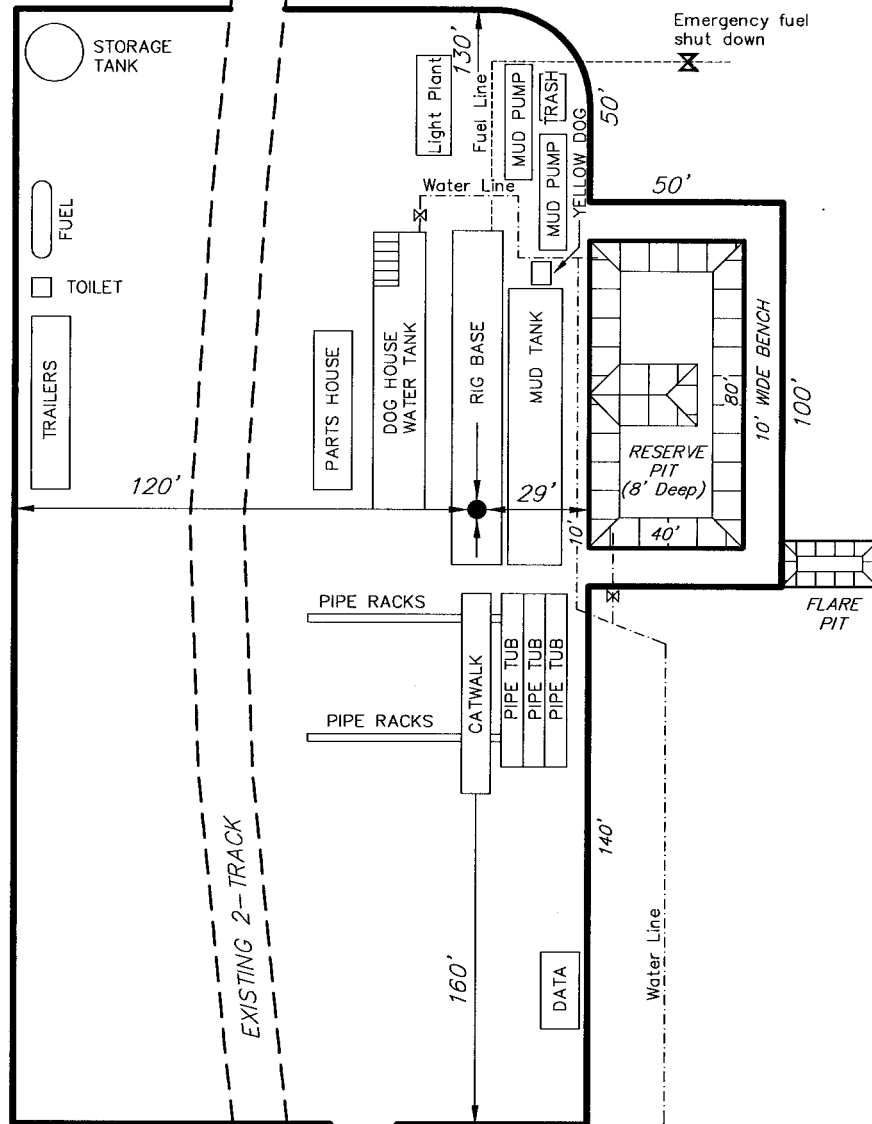 Emergency fuel
shut down
STORAGE
TANK
130'
Light Plant
Fuel Line
MUD PUMP
TRASH
50'
MUD PUMP
YELLOW DOG
Water Line
50'
FUEL
TOILET
TRAILERS
PARTS HOUSE
DOG HOUSE
WATER TANK
RIG BASE
MUD TANK
80'
10' WIDE BENCH
100'
RESERVE
PIT
(8' Deep)
120'
29'
10'
40'
FLARE
PIT
PIPE RACKS
CATWALK
PIPE TUB
PIPE TUB
PIPE TUB
PIPE RACKS
140'
EXISTING 2-TRACK
160'
DATA
Water Line